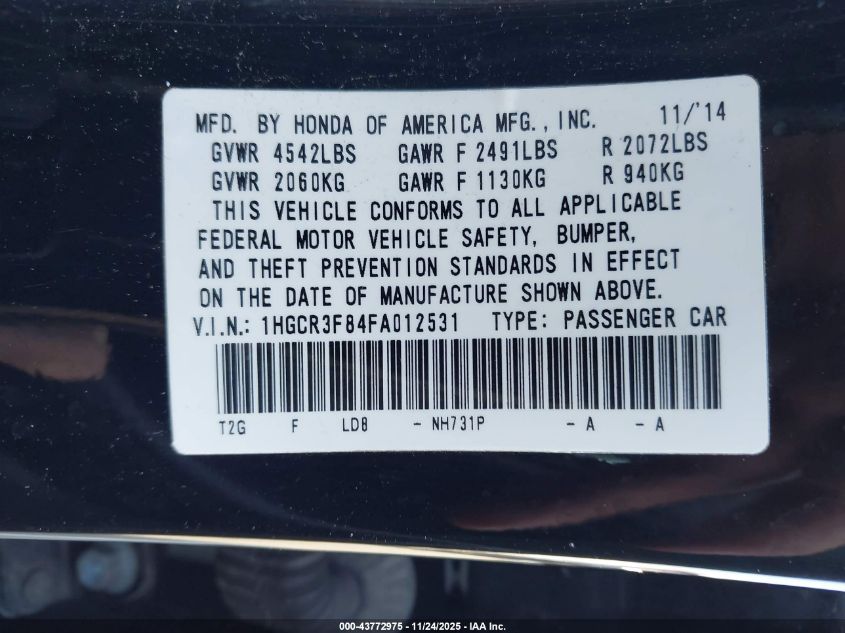 MFD. BY HONDA OF AMERICA MFG., INC. 11/'14
GVWR 4542LBS GAWR F 2491LBS R 2072LBS
GVWR 2060KG GAWR F 1130KG R 940KG
THIS VEHICLE CONFORMS TO ALL APPLICABLE
FEDERAL MOTOR VEHICLE SAFETY, BUMPER,
AND THEFT PREVENTION STANDARDS IN EFFECT
ON THE DATE OF MANUFACTURE SHOWN ABOVE.
V.I.N.: 1HGCR3F84FA012531 TYPE: PASSENGER CAR
T2G F LD8 - NH731P - A - A
000-43772975 - 11/24/2025 - IAA Inc.